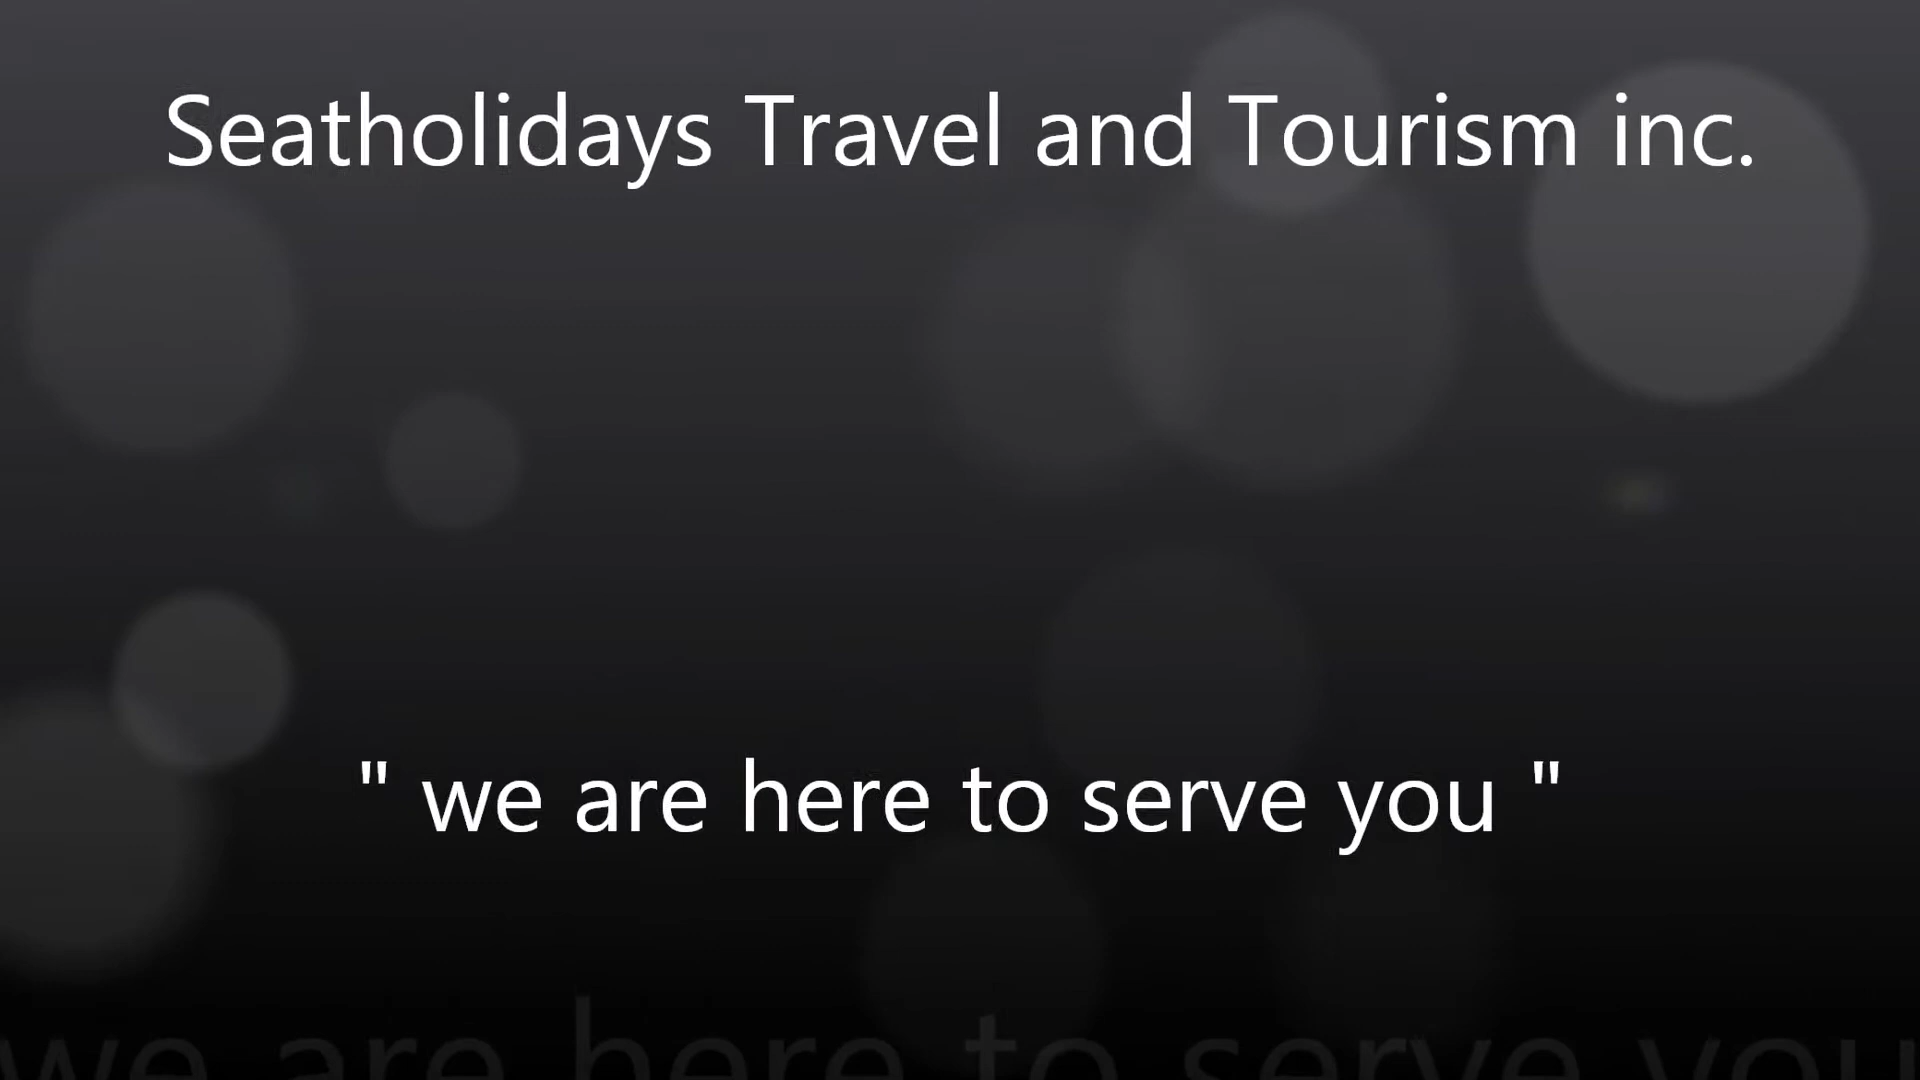 Seatholidays Travel and Tourism inc.
" we are here to serve you "
we are here to serve you